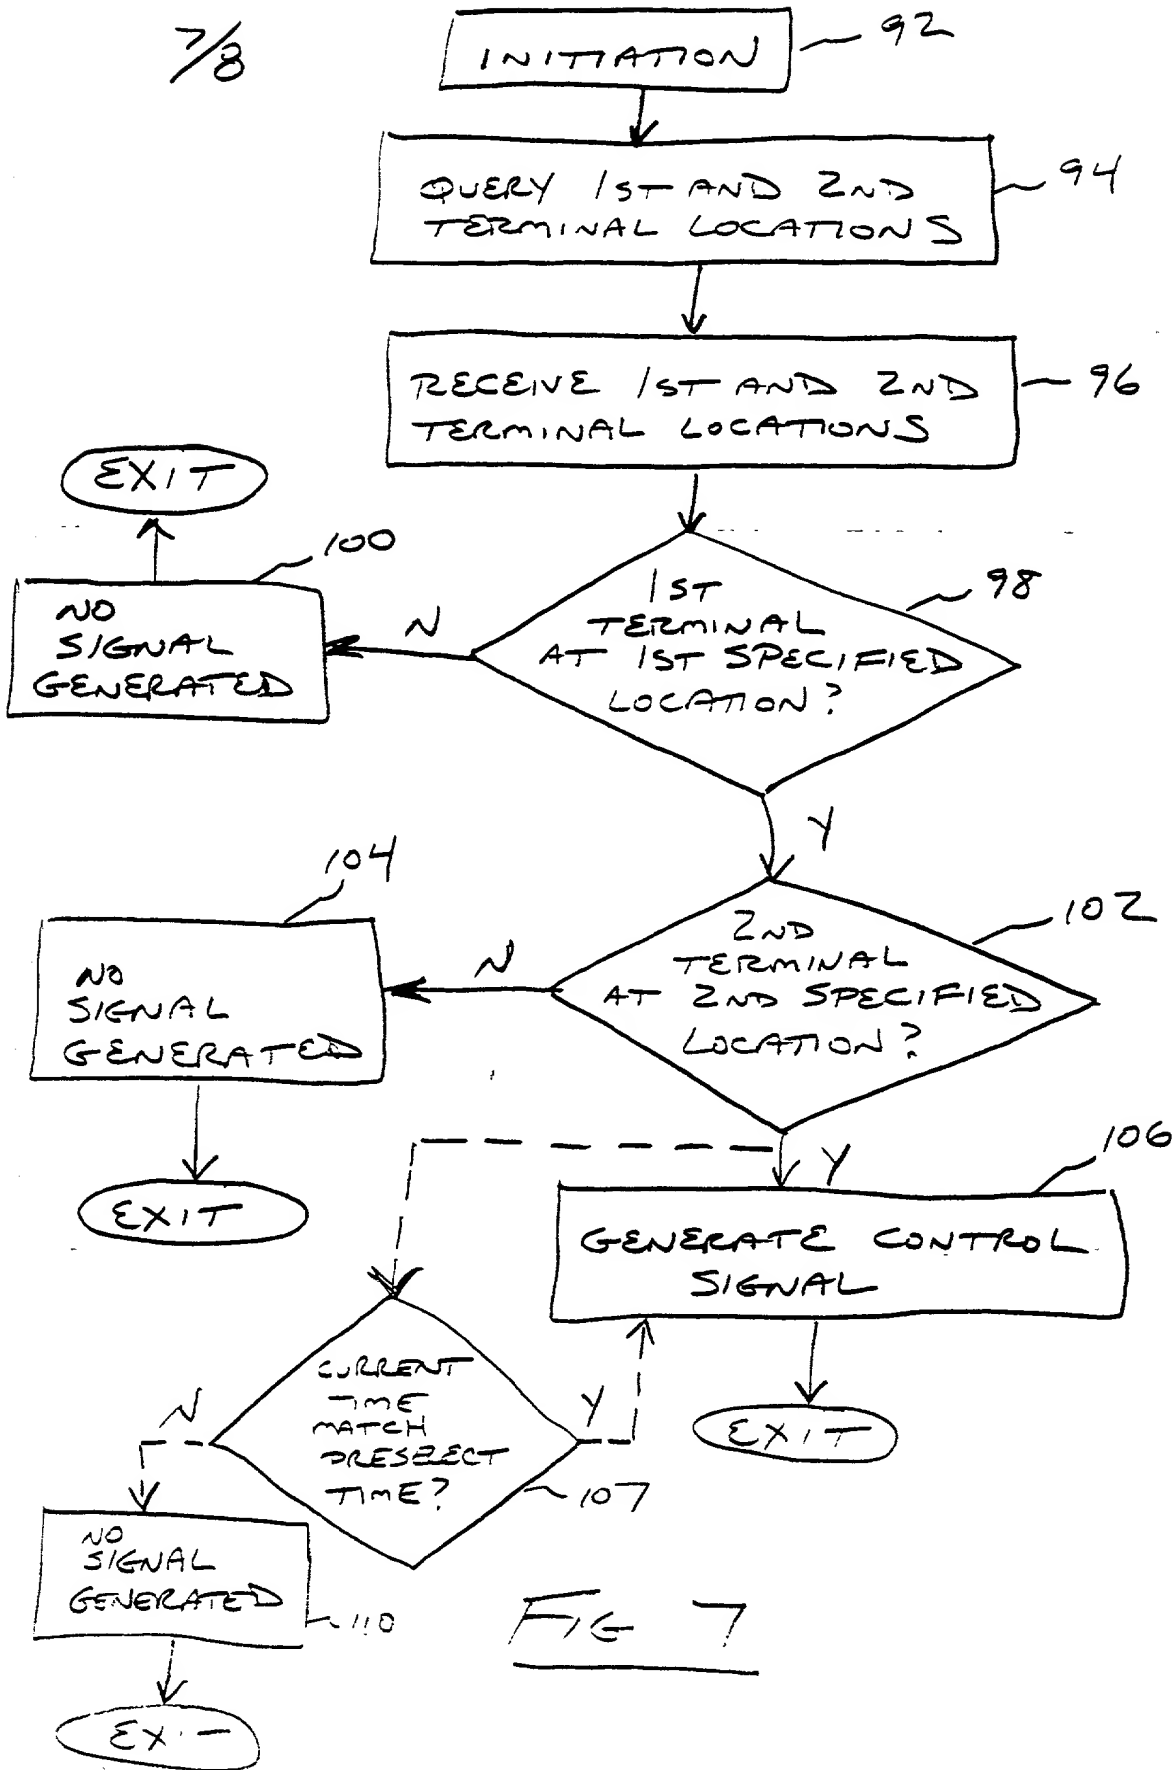 7/8
INITIATION
92
QUERY 1ST AND 2ND
TERMINAL LOCATIONS
94
RECEIVE 1ST AND 2ND
TERMINAL LOCATIONS
96
EXIT
100
NO
SIGNAL
GENERATED
N
1ST
TERMINAL
AT 1ST SPECIFIED
LOCATION?
98
Y
104
NO
SIGNAL
GENERATED
N
2ND
TERMINAL
AT 2ND SPECIFIED
LOCATION?
102
EXIT
Y
106
GENERATE CONTROL
SIGNAL
EXIT
CURRENT
TIME
MATCH
PRESELECT
TIME?
107
N
Y
NO
SIGNAL
GENERATED
110
EXIT
FIG 7